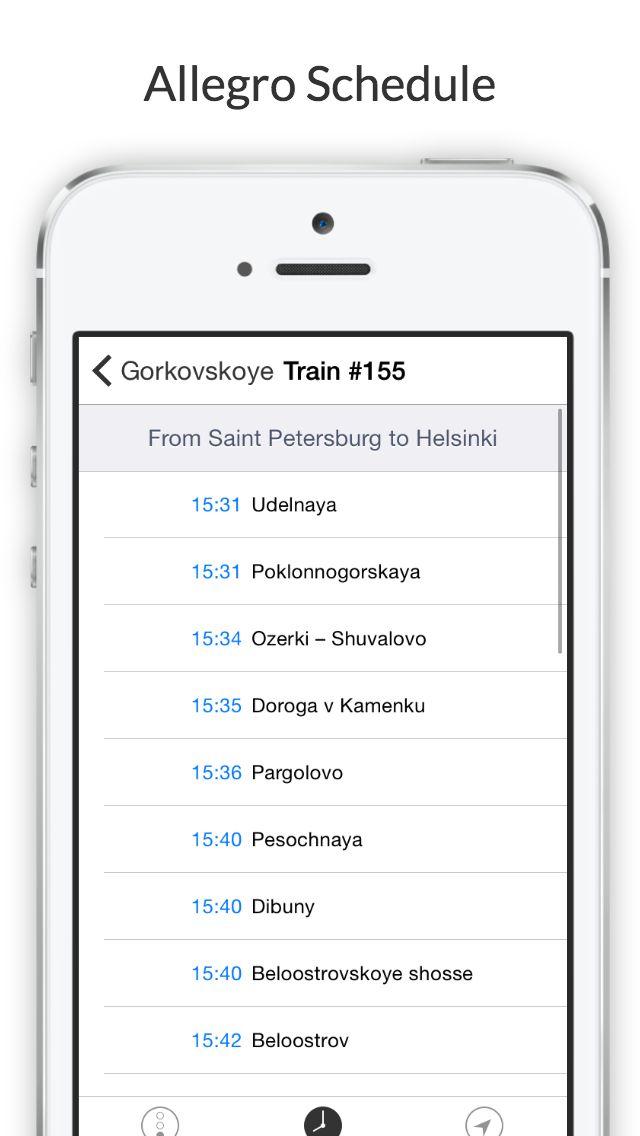 Allegro Schedule
Gorkovskoye Train #155
From Saint Petersburg to Helsinki
15:31 Udelnaya
15:31 Poklonnogorskaya
15:34 Ozerki – Shuvalovo
15:35 Doroga v Kamenku
15:36 Pargolovo
15:40 Pesochnaya
15:40 Dibuny
15:40 Beloostrovskoye shosse
15:42 Beloostrov